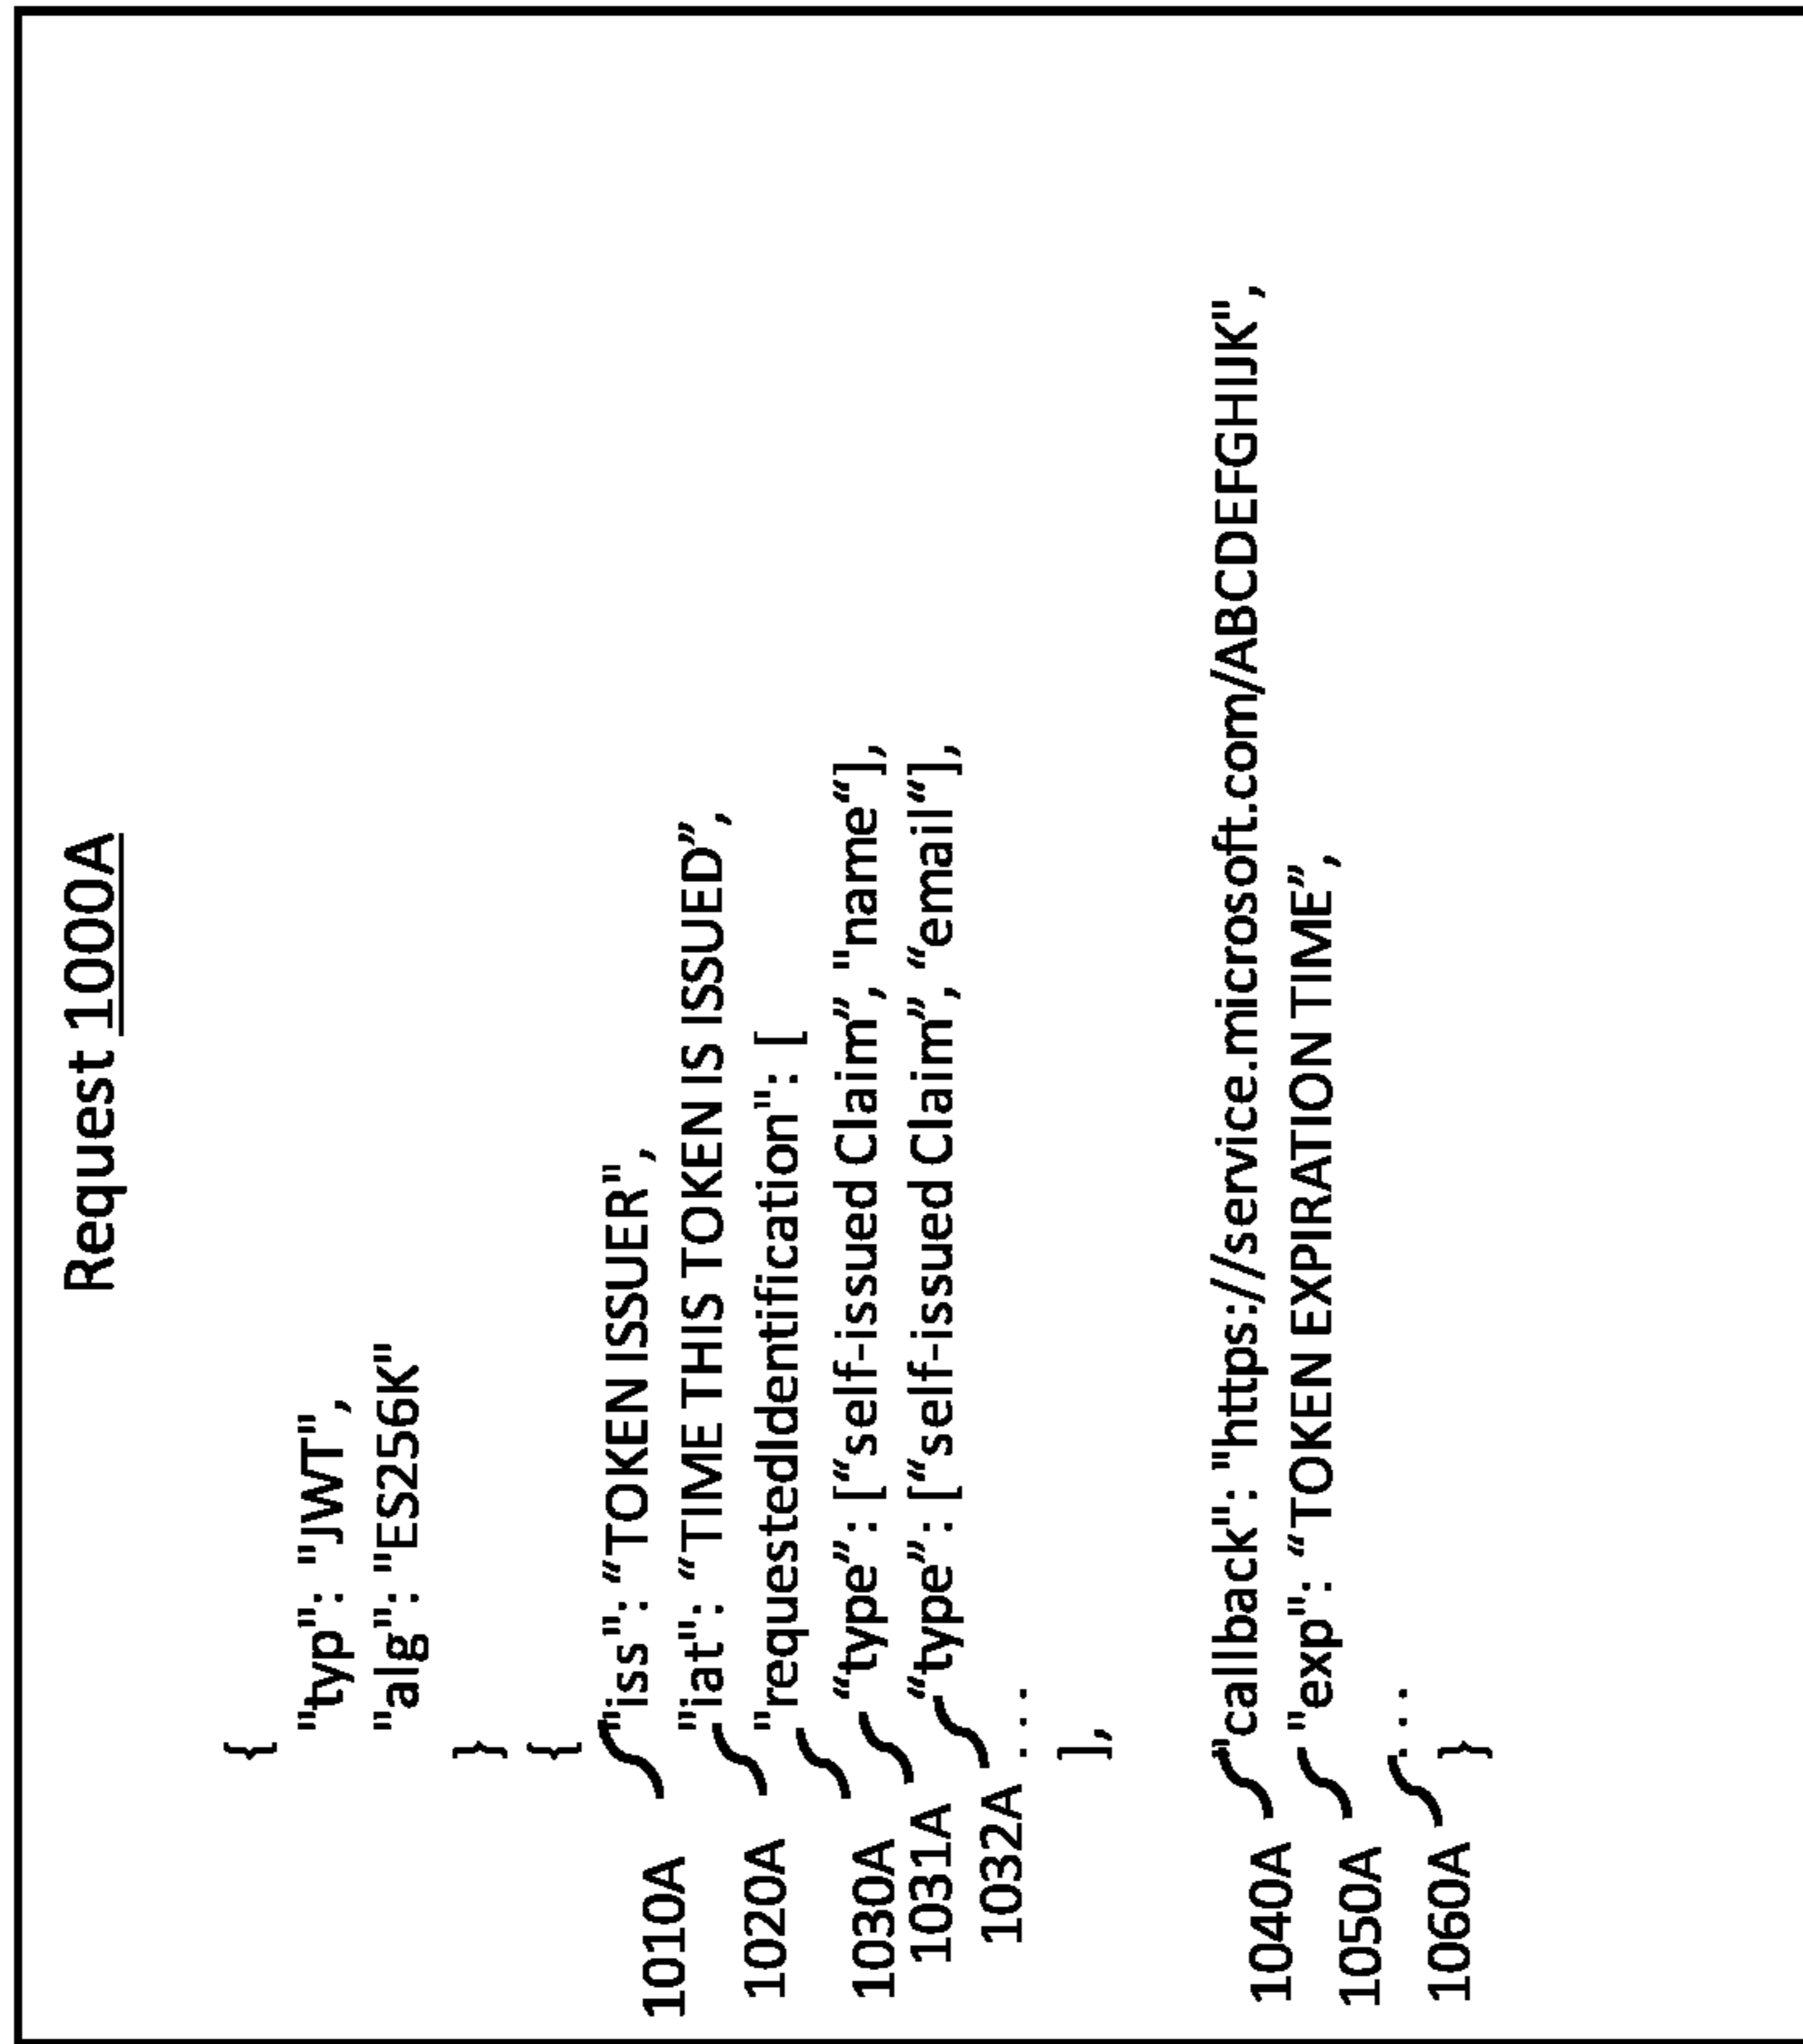 Request 1000A
{
"typ": "JWT",
"alg": "ES256K"
}
{
1010A "iss": “TOKEN ISSUER",
1020A "iat": “TIME THIS TOKEN IS ISSUED”,
1030A "requestedIdentification": [
1031A “type”: [“self-issued Claim”, "name“],
1032A “type”: [“self-issued Claim”, “email“],
...
],
1040A "callback": "https://service.microsoft.com/ABCDEFGHIJK",
1050A "exp": “TOKEN EXPIRATION TIME”,
1060A ...
}